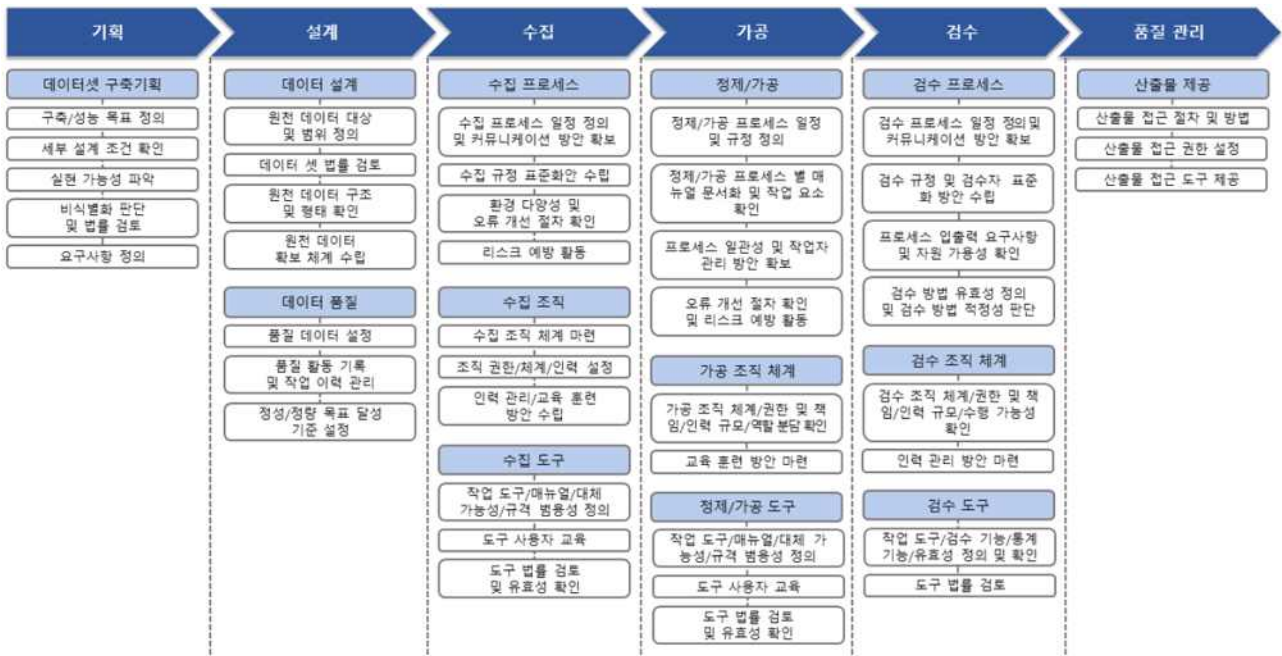 기획
설계
수집
가공
검수
품질 관리
데이터셋 구축기획
구축/성능 목표 정의
세부 설계 조건 확인
실현 가능성 파악
비식별화 판단
및 법률 검토
요구사항 정의
데이터 설계
원천 데이터 대상
및 범위 정의
데이터 셋 법률 검토
원천 데이터 구조
및 형태 확인
원천 데이터
확보 체계 수립
데이터 품질
품질 데이터 설정
품질 활동 기록
및 작업 이력 관리
정성/정량 목표 달성
기준 설정
수집 프로세스
수집 프로세스 일정 정의
및 커뮤니케이션 방안 확보
수집 규정 표준화안 수립
환경 다양성 및
오류 개선 절차 확인
리스크 예방 활동
수집 조직
수집 조직 체계 마련
조직 권한/체계/인력 설정
인력 관리/교육 훈련
방안 수립
수집 도구
작업 도구/매뉴얼/대체
가능성/규격 범용성 정의
도구 사용자 교육
도구 법률 검토
및 유효성 확인
정제/가공
정제/가공 프로세스 일정
및 규정 정의
정제/가공 프로세스 별 매
뉴얼 문서화 및 작업 요소
확인
프로세스 일관성 및 작업자
관리 방안 확보
오류 개선 절차 확인
및 리스크 예방 활동
가공 조직 체계
가공 조직 체계/권한 및 책
임/인력 규모/역할 분담 확인
교육 훈련 방안 마련
정제/가공 도구
작업 도구/매뉴얼/대체 가
능성/규격 범용성 정의
도구 사용자 교육
도구 법률 검토
및 유효성 확인
검수 프로세스
검수 프로세스 일정 정의및
커뮤니케이션 방안 확보
검수 규정 및 검수자 표준
화 방안 수립
프로세스 입출력 요구사항
및 자원 가용성 확인
검수 방법 유효성 정의
및 검수 방법 적정성 판단
검수 조직 체계
검수 조직 체계/권한 및 책
임/인력 규모/수행 가능성
확인
인력 관리 방안 마련
검수 도구
작업 도구/검수 기능/통계
기능/유효성 정의 및 확인
도구 법률 검토
산출물 제공
산출물 접근 절차 및 방법
산출물 접근 권한 설정
산출물 접근 도구 제공